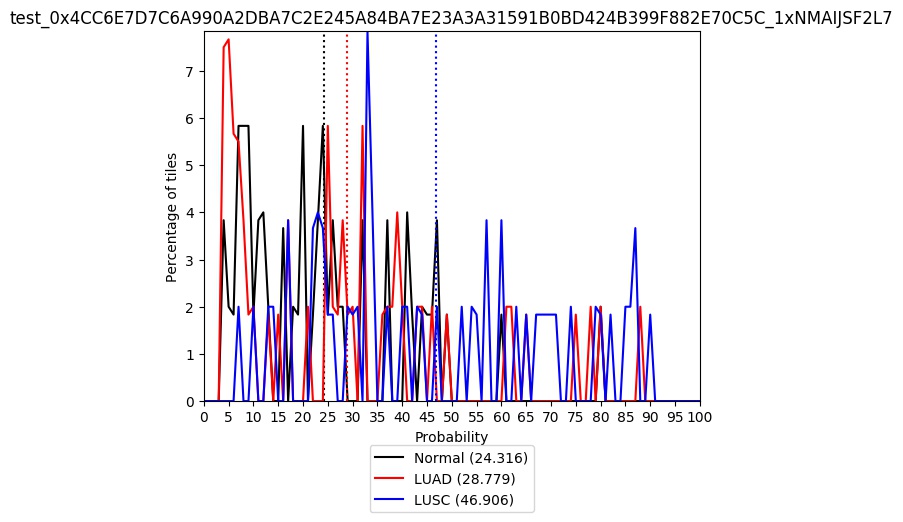 test_0x4CC6E7D7C6A990A2DBA7C2E245A84BA7E23A3A31591B0BD424B399F882E70C5C_1xNMAIJSF2L7
Percentage of tiles
7
6
5
4
3
2
1
0
0 5 10 15 20 25 30 35 40 45 50 55 60 65 70 75 80 85 90 95 100
Probability
Normal (24.316)
LUAD (28.779)
LUSC (46.906)